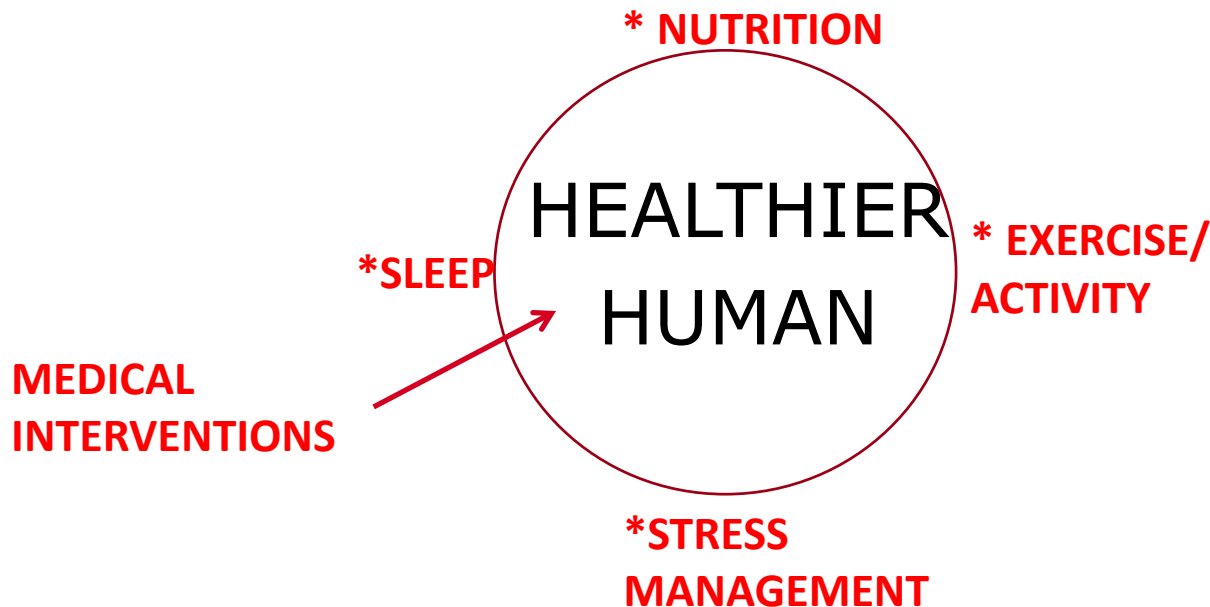 * NUTRITION
HEALTHIER
HUMAN
* EXERCISE/
ACTIVITY
*SLEEP
MEDICAL
INTERVENTIONS
*STRESS
MANAGEMENT